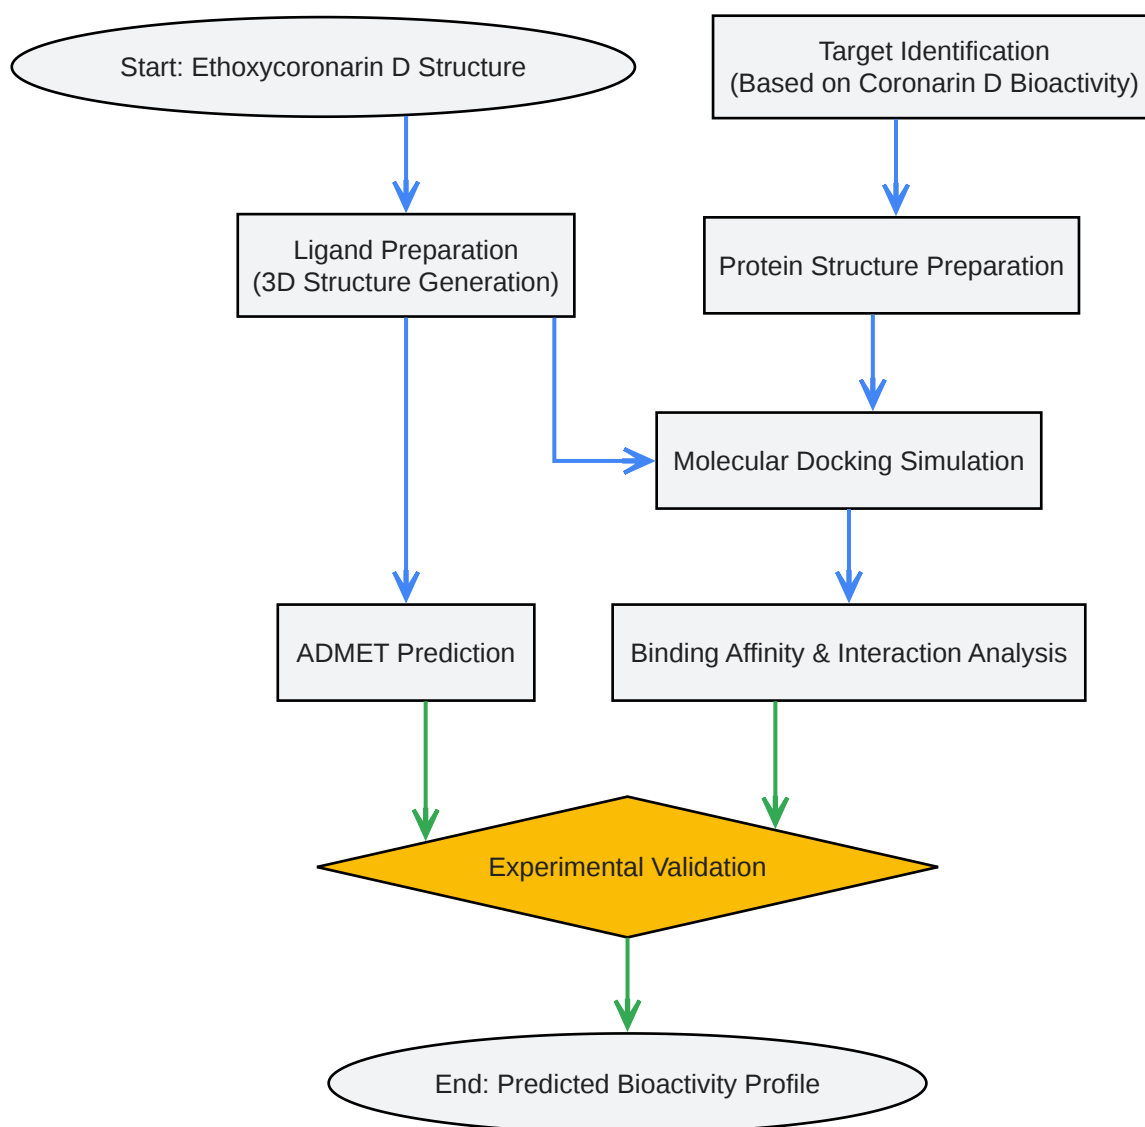 Start: Ethoxycoronarin D Structure
Target Identification
(Based on Coronarin D Bioactivity)
Ligand Preparation
(3D Structure Generation)
Protein Structure Preparation
Molecular Docking Simulation
ADMET Prediction
Binding Affinity & Interaction Analysis
Experimental Validation
End: Predicted Bioactivity Profile